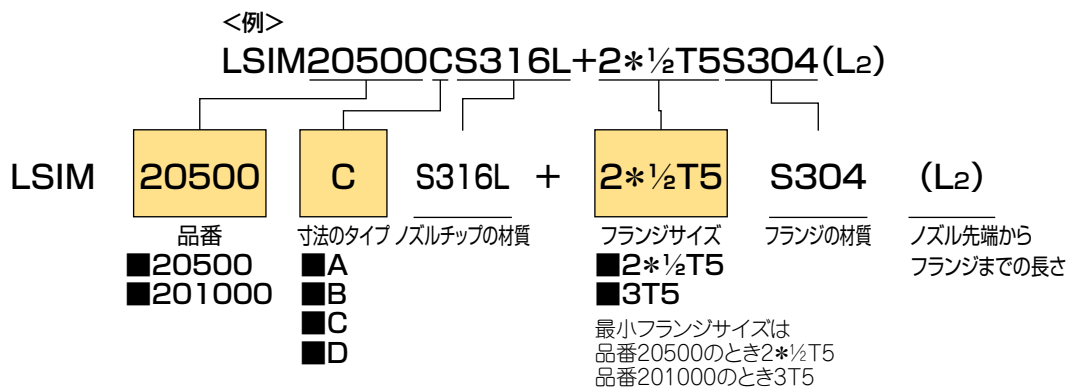 ＜例＞
LSIM20500CS316L+2*½T5S304(L2)
LSIM 20500 C S316L + 2*½T5 S304 (L2)
品番 寸法のタイプ ノズルチップの材質 フランジサイズ フランジの材質 ノズル先端から
フランジまでの長さ
■20500 ■A ■2*½T5
■201000 ■B ■3T5
■C
■D
最小フランジサイズは
品番20500のとき2*½T5
品番201000のとき3T5